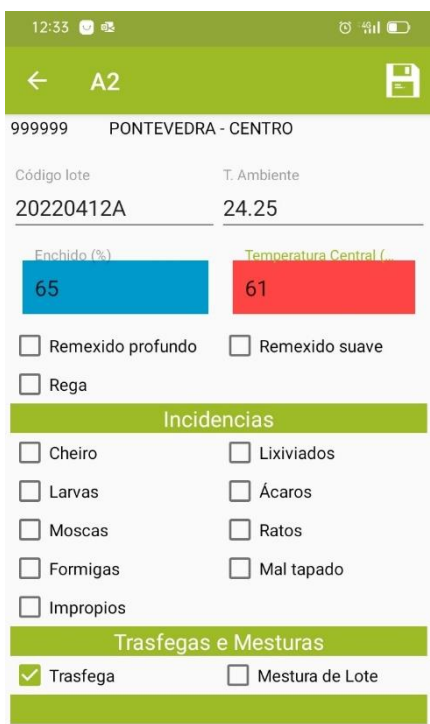 12:33
A2
999999 PONTEVEDRA - CENTRO
Código lote T. Ambiente
20220412A 24.25
Enchido (%) Temperatura Central (...
65 61
Remexido profundo Remexido suave
Rega
Incidencias
Cheiro Lixiviados
Larvas Ácaros
Moscas Ratos
Formigas Mal tapado
Impropios
Trasfegas e Mesturas
Trasfega Mestura de Lote